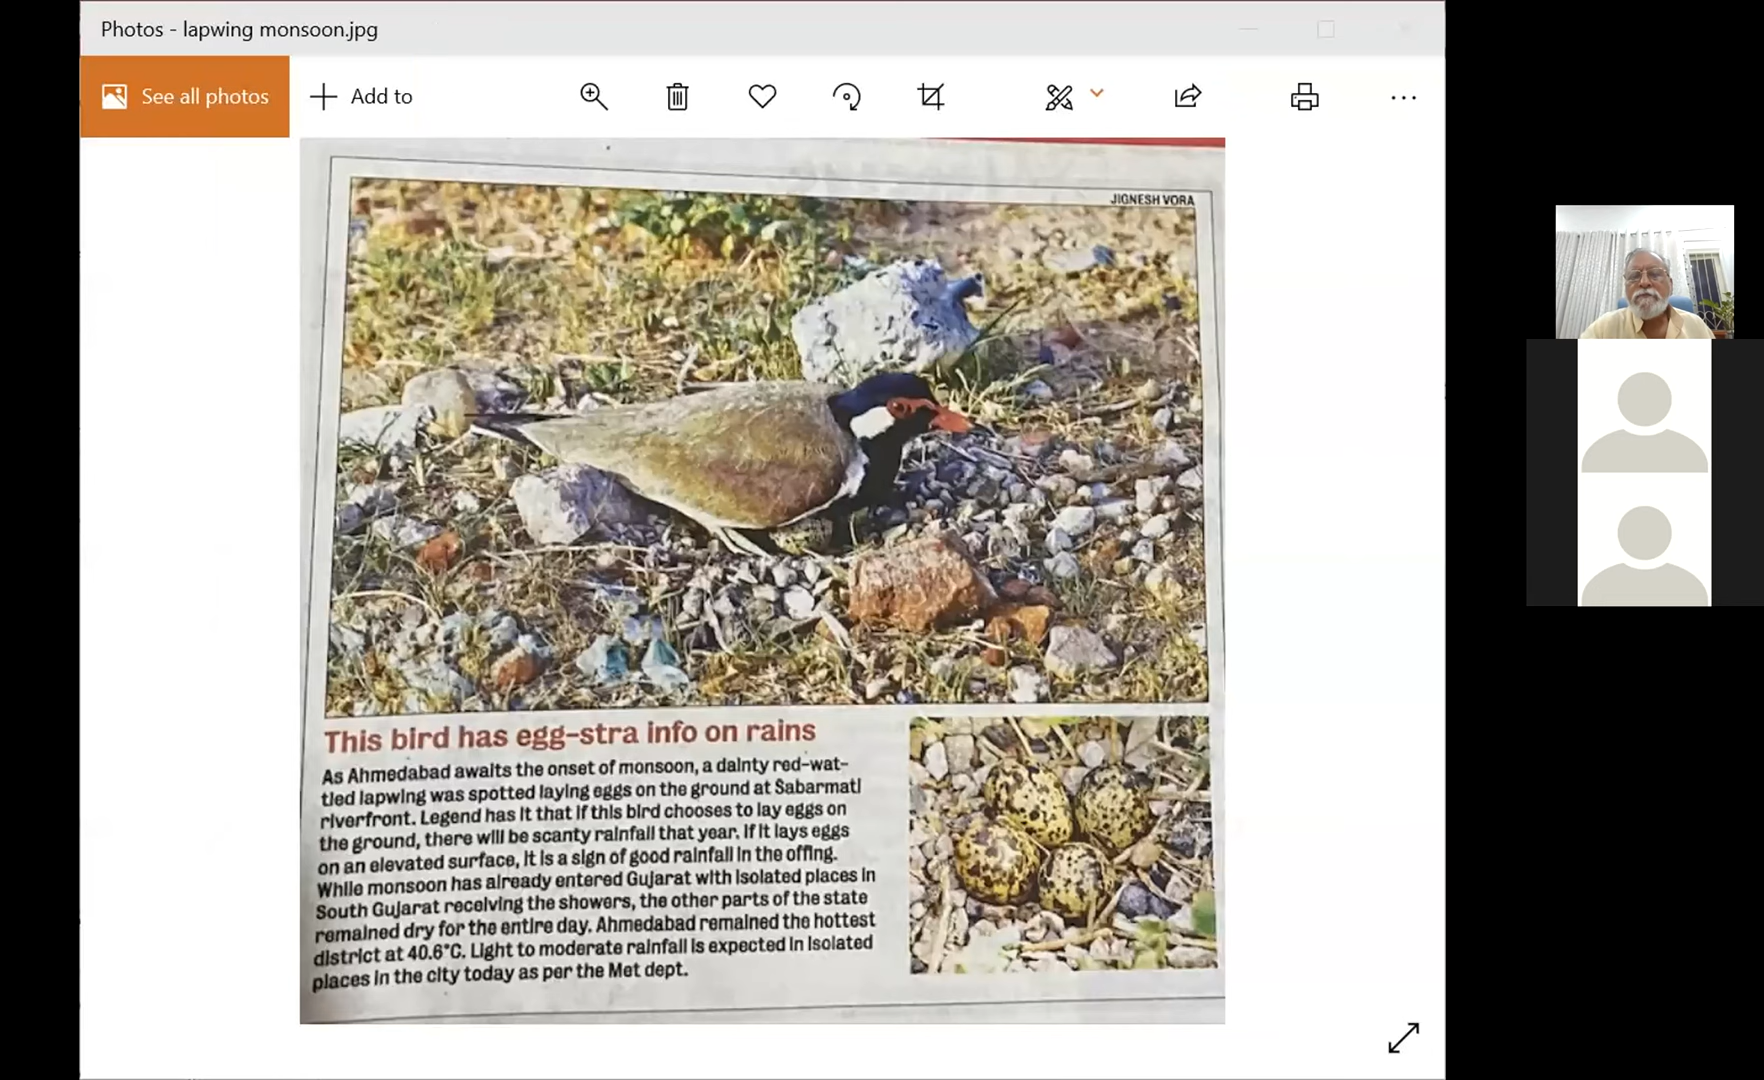 Photos - lapwing monsoon.jpg
See all photos
Add to
JIGNESH VORA
This bird has egg-stra info on rains
As Ahmedabad awaits the onset of monsoon, a dainty red-wat-
tled lapwing was spotted laying eggs on the ground at Sabarmati
riverfront. Legend has it that if this bird chooses to lay eggs on
the ground, there will be scanty rainfall that year. If it lays eggs
on an elevated surface, it is a sign of good rainfall in the offing.
While monsoon has already entered Gujarat with isolated places in
South Gujarat receiving the showers, the other parts of the state
remained dry for the entire day. Ahmedabad remained the hottest
district at 40.6°C. Light to moderate rainfall is expected in isolated
places in the city today as per the Met dept.